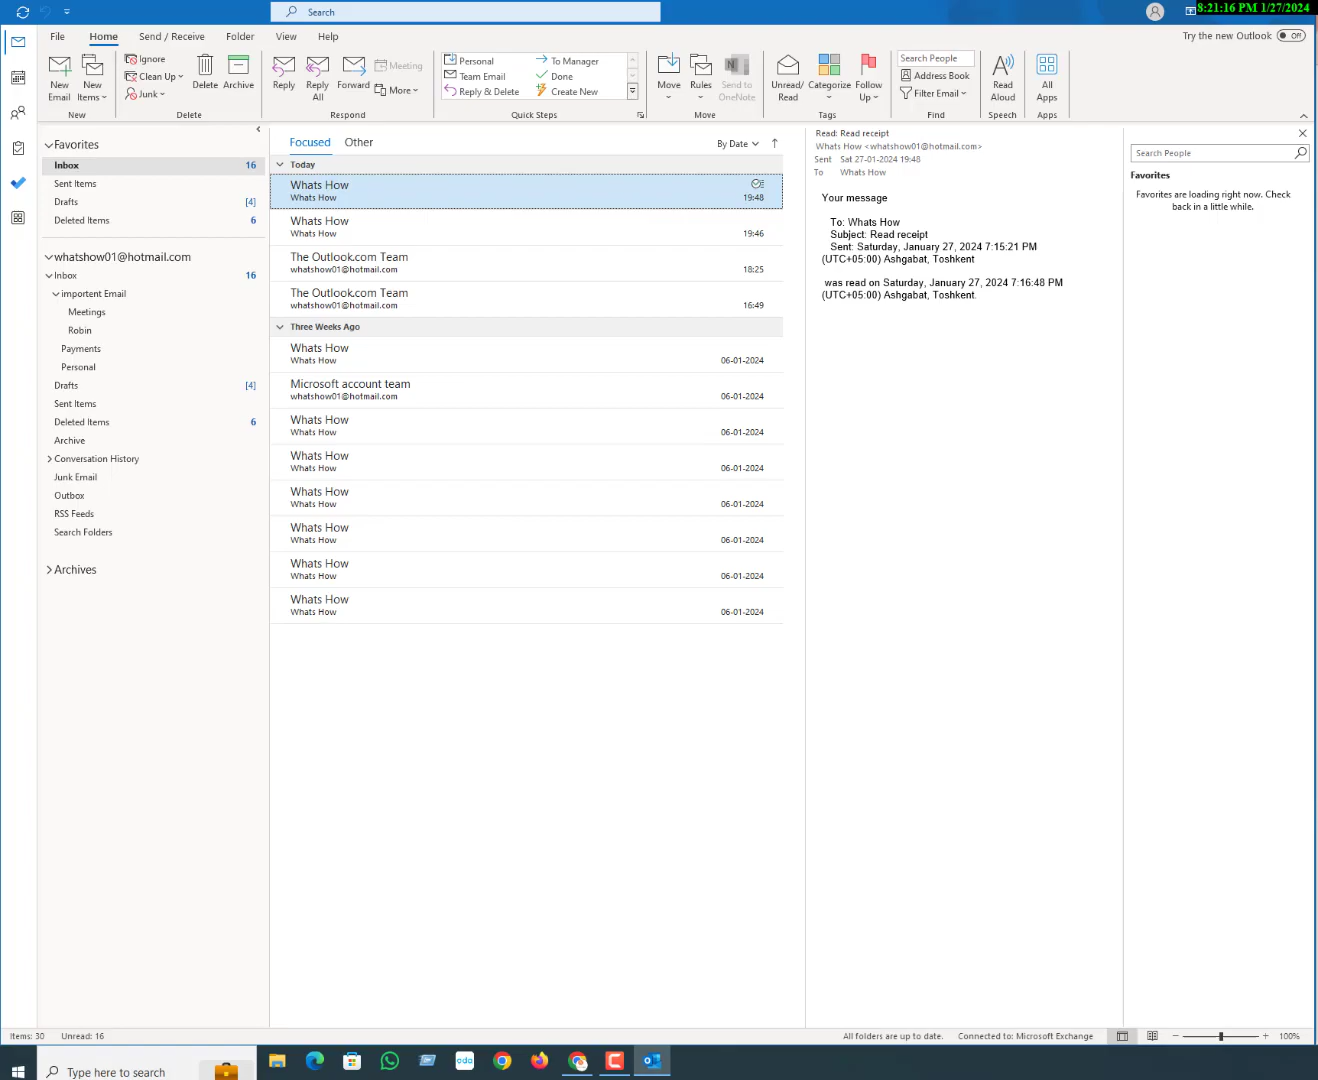 Search
8:21:16 PM 1/27/2024
File Home Send / Receive Folder View Help
Try the new Outlook Off
New Email
New Items
Ignore
Clean Up
Junk
Delete
Archive
Reply
Reply All
Forward
Meeting
More
Personal
Team Email
Reply & Delete
To Manager
Done
Create New
Move
Rules
Send to OneNote
Unread/ Read
Categorize
Follow Up
Search People
Address Book
Filter Email
Read Aloud
All Apps
New Delete Respond Quick Steps Move Tags Find Speech Apps
Favorites
Inbox 16
Sent Items
Drafts [4]
Deleted Items 6
whatshow01@hotmail.com
Inbox 16
importent Email
Meetings
Robin
Payments
Personal
Drafts [4]
Sent Items
Deleted Items 6
Archive
Conversation History
Junk Email
Outbox
RSS Feeds
Search Folders
Archives
Focused Other By Date
Today
Whats How
Whats How 19:48
Whats How
Whats How 19:46
The Outlook.com Team
whatshow01@hotmail.com 18:25
The Outlook.com Team
whatshow01@hotmail.com 16:49
Three Weeks Ago
Whats How
Whats How 06-01-2024
Microsoft account team
whatshow01@hotmail.com 06-01-2024
Whats How
Whats How 06-01-2024
Whats How
Whats How 06-01-2024
Whats How
Whats How 06-01-2024
Whats How
Whats How 06-01-2024
Whats How
Whats How 06-01-2024
Whats How
Whats How 06-01-2024
Read: Read receipt
Whats How <whatshow01@hotmail.com>
Sent Sat 27-01-2024 19:48
To Whats How
Your message
To: Whats How
Subject: Read receipt
Sent: Saturday, January 27, 2024 7:15:21 PM
(UTC+05:00) Ashgabat, Toshkent
was read on Saturday, January 27, 2024 7:16:48 PM
(UTC+05:00) Ashgabat, Toshkent.
Search People
Favorites
Favorites are loading right now. Check
back in a little while.
Items: 30 Unread: 16 All folders are up to date. Connected to: Microsoft Exchange 100%
Type here to search